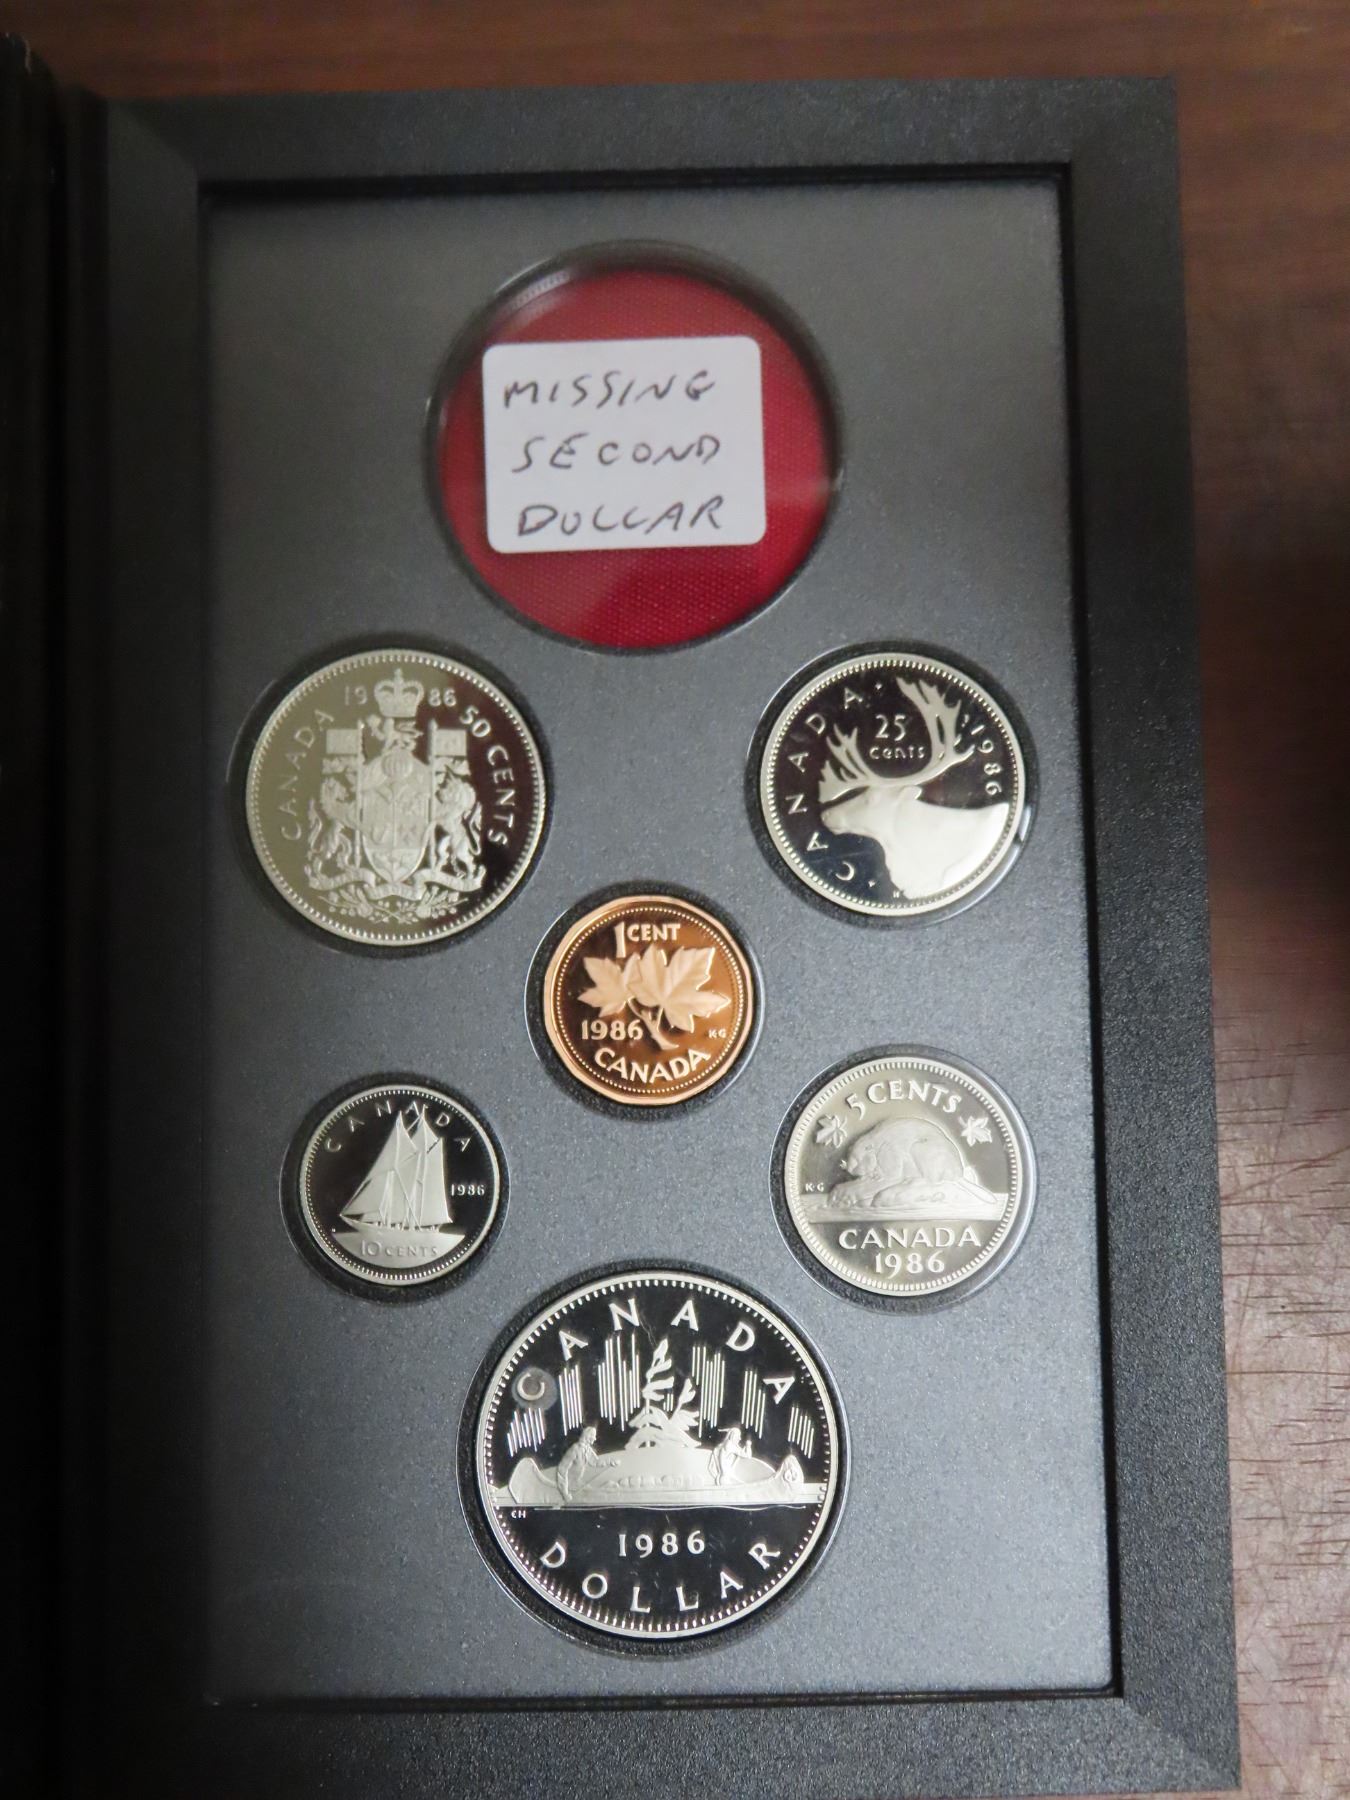 MISSING
SECOND
DOLLAR
CANADA 1986 50 CENTS
CANADA 25 cents 1986
H
1 CENT
1986 K·G
CANADA
CANADA
1986
10 CENTS
5 CENTS
K·G
CANADA
1986
CANADA
CH
1986
DOLLAR